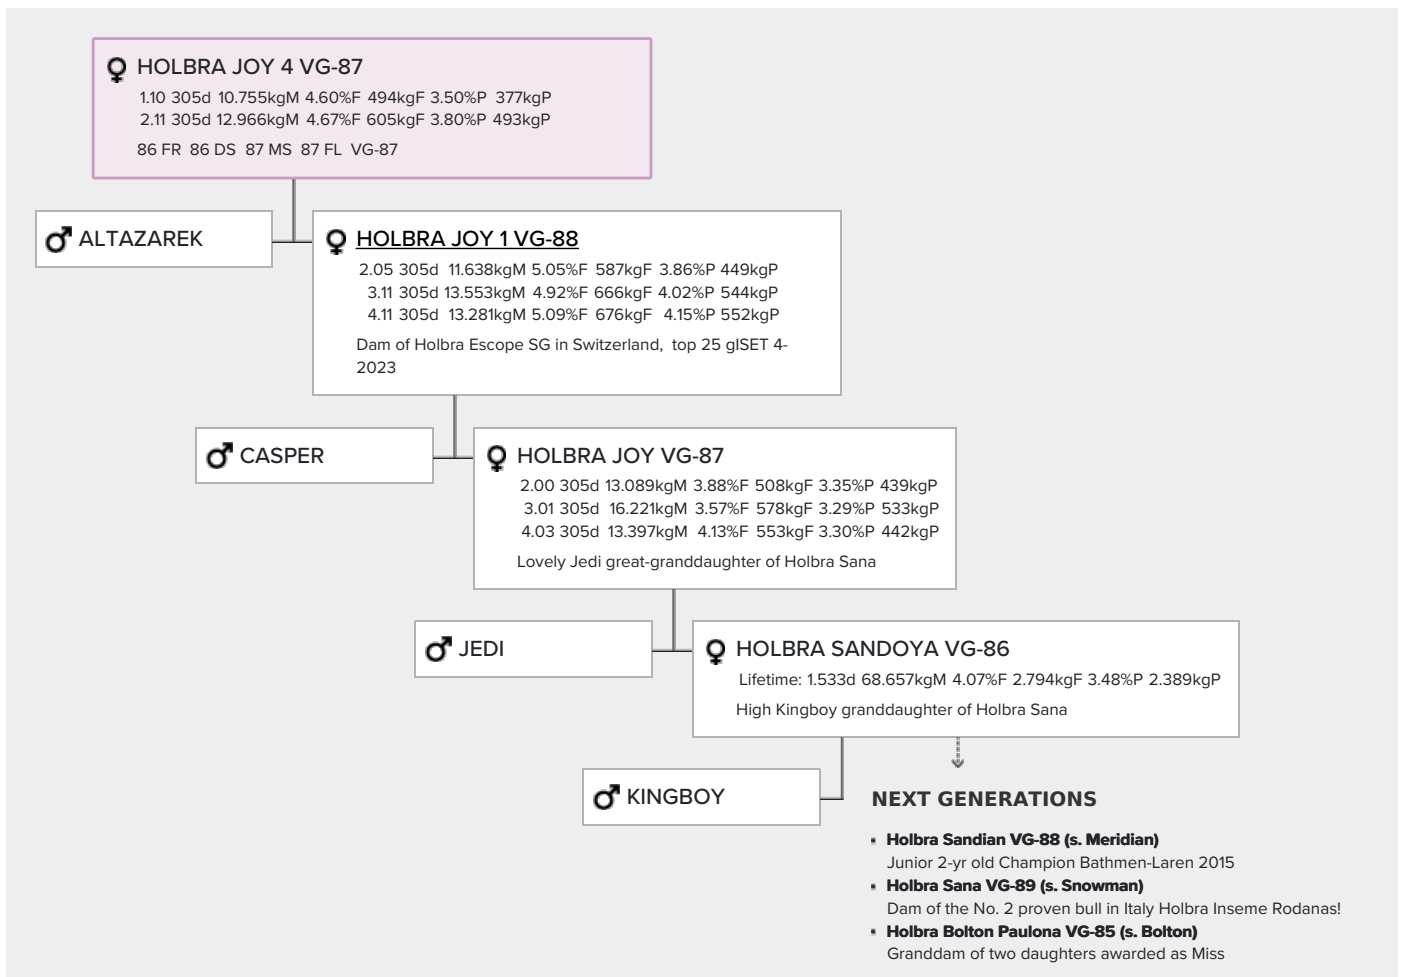 HOLBRA JOY 4 VG-87
1.10 305d 10.755kgM 4.60%F 494kgF 3.50%P 377kgP
2.11 305d 12.966kgM 4.67%F 605kgF 3.80%P 493kgP
86 FR 86 DS 87 MS 87 FL VG-87
ALTAZAREK
HOLBRA JOY 1 VG-88
2.05 305d 11.638kgM 5.05%F 587kgF 3.86%P 449kgP
3.11 305d 13.553kgM 4.92%F 666kgF 4.02%P 544kgP
4.11 305d 13.281kgM 5.09%F 676kgF 4.15%P 552kgP
Dam of Holbra Escope SG in Switzerland, top 25 gISET 4-
2023
CASPER
HOLBRA JOY VG-87
2.00 305d 13.089kgM 3.88%F 508kgF 3.35%P 439kgP
3.01 305d 16.221kgM 3.57%F 578kgF 3.29%P 533kgP
4.03 305d 13.397kgM 4.13%F 553kgF 3.30%P 442kgP
Lovely Jedi great-granddaughter of Holbra Sana
JEDI
HOLBRA SANDOYA VG-86
Lifetime: 1.533d 68.657kgM 4.07%F 2.794kgF 3.48%P 2.389kgP
High Kingboy granddaughter of Holbra Sana
KINGBOY
NEXT GENERATIONS
▪ Holbra Sandian VG-88 (s. Meridian)
Junior 2-yr old Champion Bathmen-Laren 2015
▪ Holbra Sana VG-89 (s. Snowman)
Dam of the No. 2 proven bull in Italy Holbra Inseme Rodanas!
▪ Holbra Bolton Paulona VG-85 (s. Bolton)
Granddam of two daughters awarded as Miss